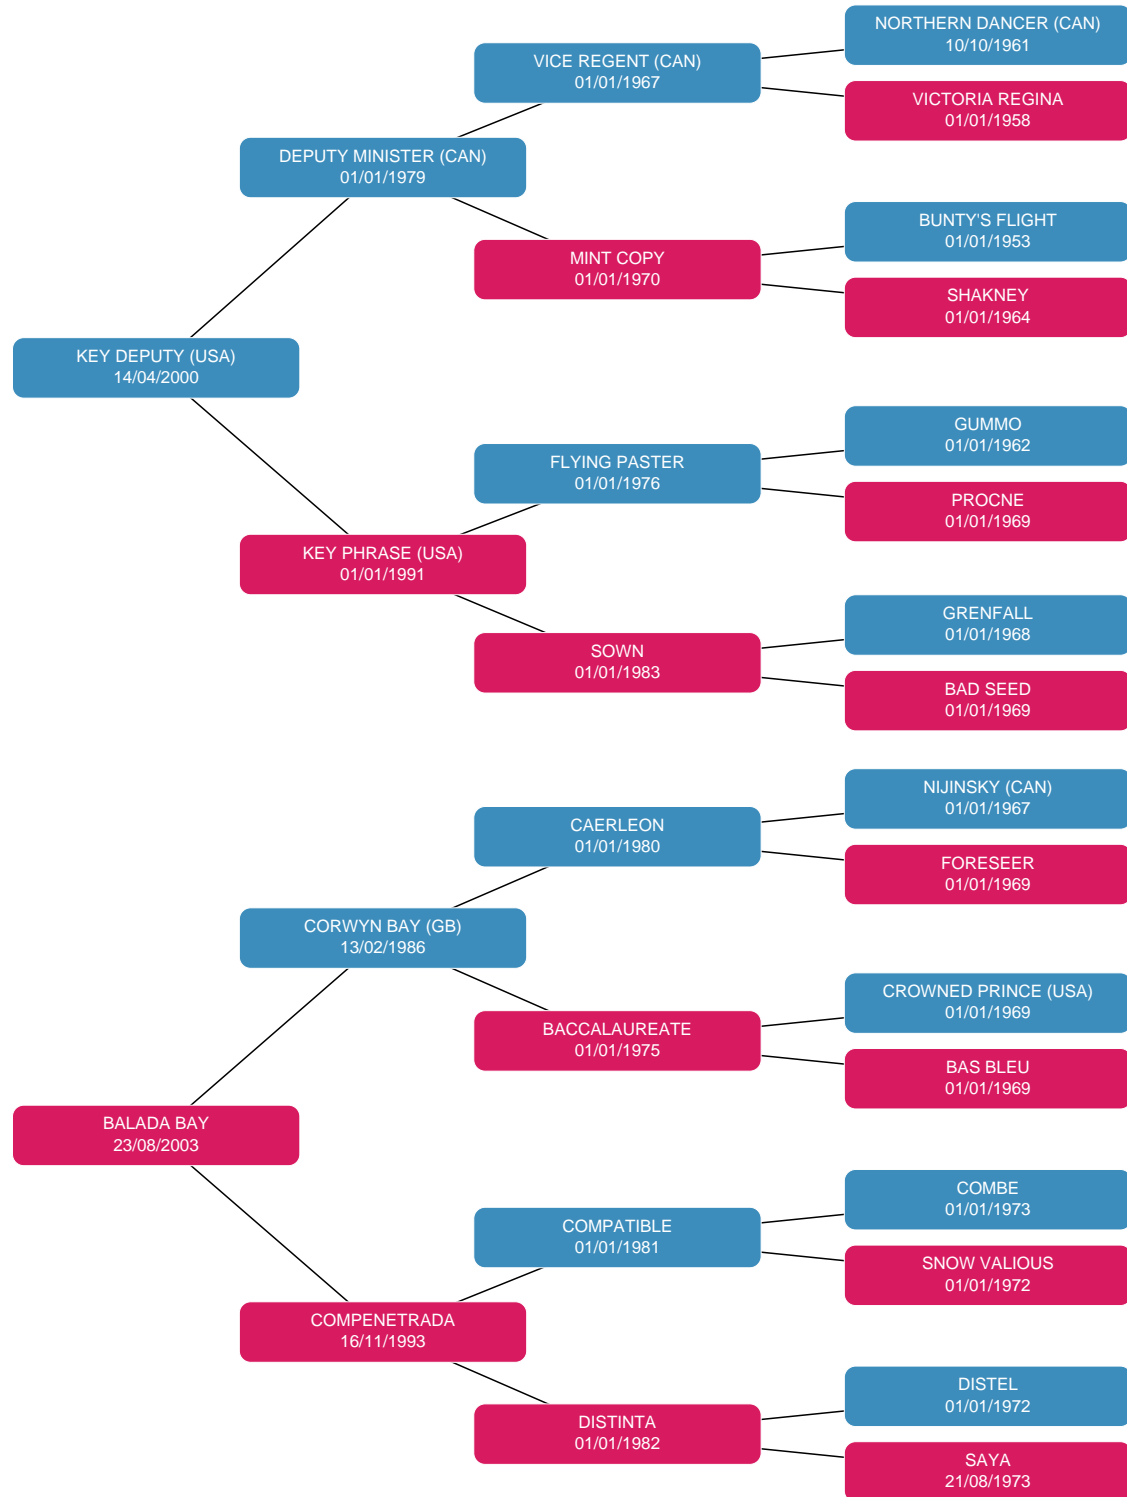 NORTHERN DANCER (CAN)
10/10/1961
VICE REGENT (CAN)
01/01/1967
VICTORIA REGINA
01/01/1958
DEPUTY MINISTER (CAN)
01/01/1979
BUNTY'S FLIGHT
01/01/1953
MINT COPY
01/01/1970
SHAKNEY
01/01/1964
KEY DEPUTY (USA)
14/04/2000
GUMMO
01/01/1962
FLYING PASTER
01/01/1976
PROCNE
01/01/1969
KEY PHRASE (USA)
01/01/1991
GRENFALL
01/01/1968
SOWN
01/01/1983
BAD SEED
01/01/1969
NIJINSKY (CAN)
01/01/1967
CAERLEON
01/01/1980
FORESEER
01/01/1969
CORWYN BAY (GB)
13/02/1986
CROWNED PRINCE (USA)
01/01/1969
BACCALAUREATE
01/01/1975
BAS BLEU
01/01/1969
BALADA BAY
23/08/2003
COMBE
01/01/1973
COMPATIBLE
01/01/1981
SNOW VALIOUS
01/01/1972
COMPENETRADA
16/11/1993
DISTEL
01/01/1972
DISTINTA
01/01/1982
SAYA
21/08/1973